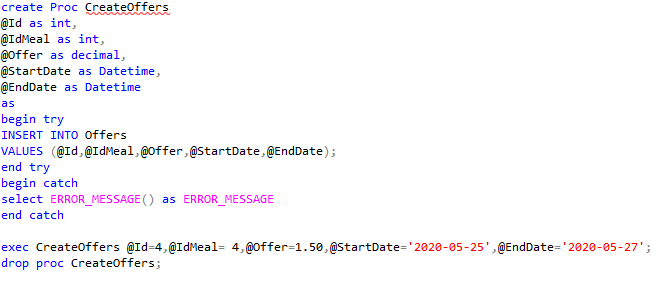 create Proc CreateOffers
@Id as int,
@IdMeal as int,
@Offer as decimal,
@StartDate as Datetime,
@EndDate as Datetime
as
begin try
INSERT INTO Offers
VALUES (@Id,@IdMeal,@Offer,@StartDate,@EndDate);
end try
begin catch
select ERROR_MESSAGE() as ERROR_MESSAGE
end catch

exec CreateOffers @Id=4,@IdMeal= 4,@Offer=1.50,@StartDate='2020-05-25',@EndDate='2020-05-27';
drop proc CreateOffers;